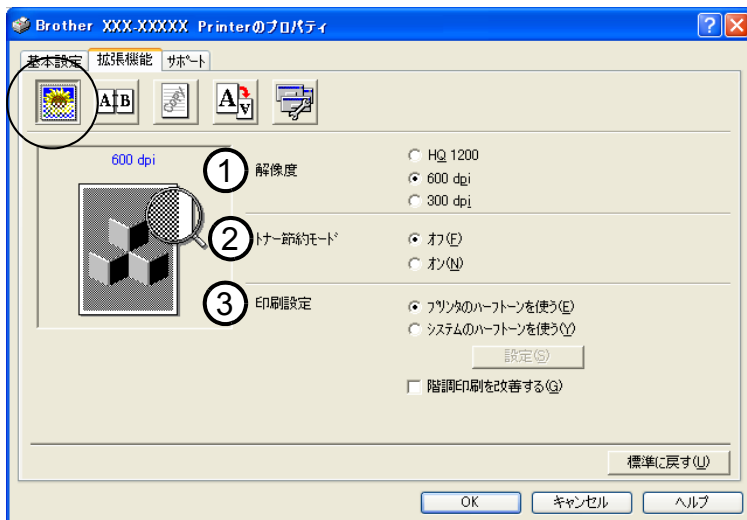 Brother XXX-XXXXX Printerのプロパティ
基本設定 拡張機能 ｻﾎﾟｰﾄ
A B COPY A A
600 dpi
① 解像度
HQ 1200
600 dpi
300 dpi
② ﾄﾅｰ節約ﾓｰﾄﾞ
ｵﾌ(F)
ｵﾝ(N)
③ 印刷設定
ﾌﾟﾘﾝﾀのﾊｰﾌﾄｰﾝを使う(E)
ｼｽﾃﾑのﾊｰﾌﾄｰﾝを使う(Y)
設定(S)
階調印刷を改善する(G)
標準に戻す(U)
OK キャンセル ヘルプ